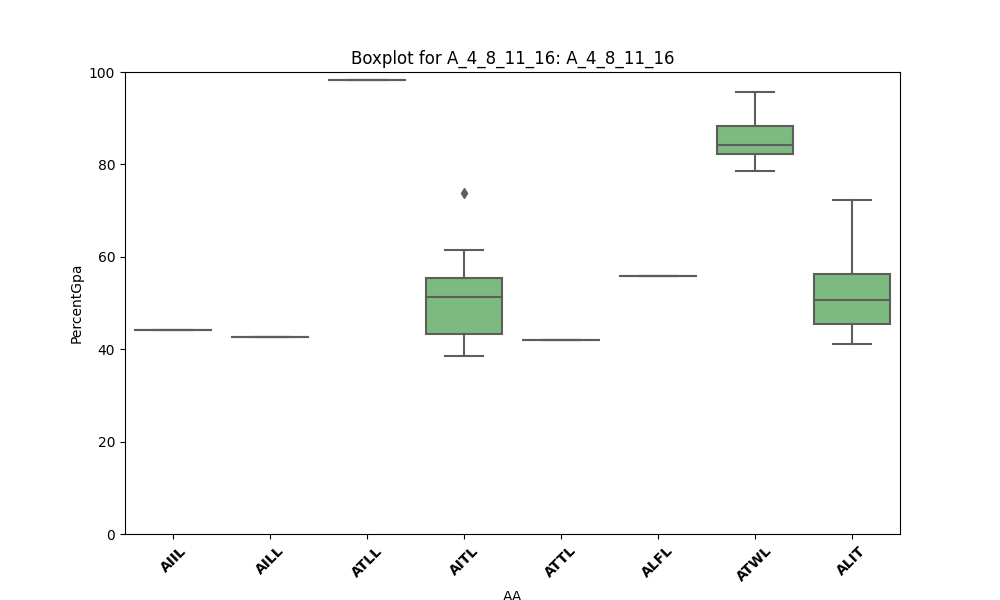 Boxplot for A_4_8_11_16: A_4_8_11_16
100
80
60
40
20
0
PercentGpa
AIIL
AILL
ATLL
AITL
ATTL
ALFL
ATWL
ALIT
AA